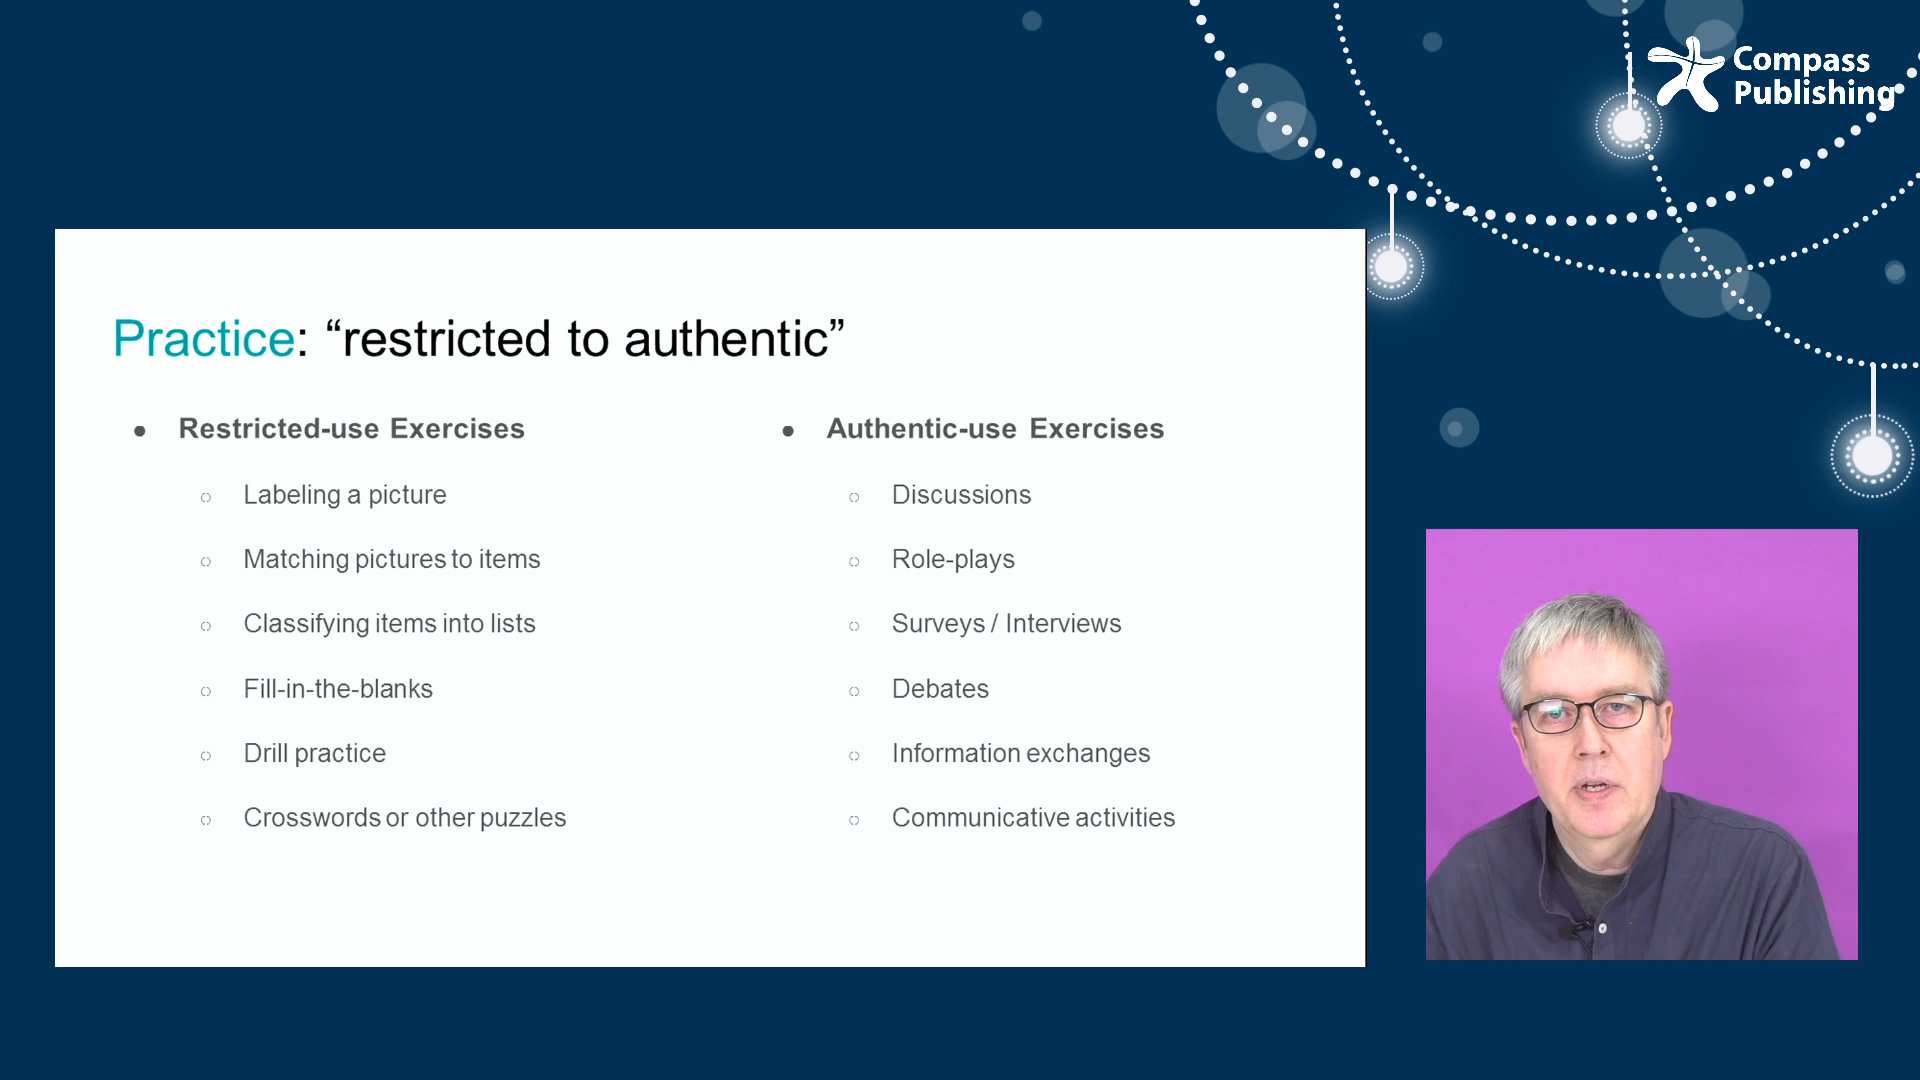 Compass
Publishing
Practice: “restricted to authentic”
● Restricted-use Exercises
○ Labeling a picture
○ Matching pictures to items
○ Classifying items into lists
○ Fill-in-the-blanks
○ Drill practice
○ Crosswords or other puzzles
● Authentic-use Exercises
○ Discussions
○ Role-plays
○ Surveys / Interviews
○ Debates
○ Information exchanges
○ Communicative activities